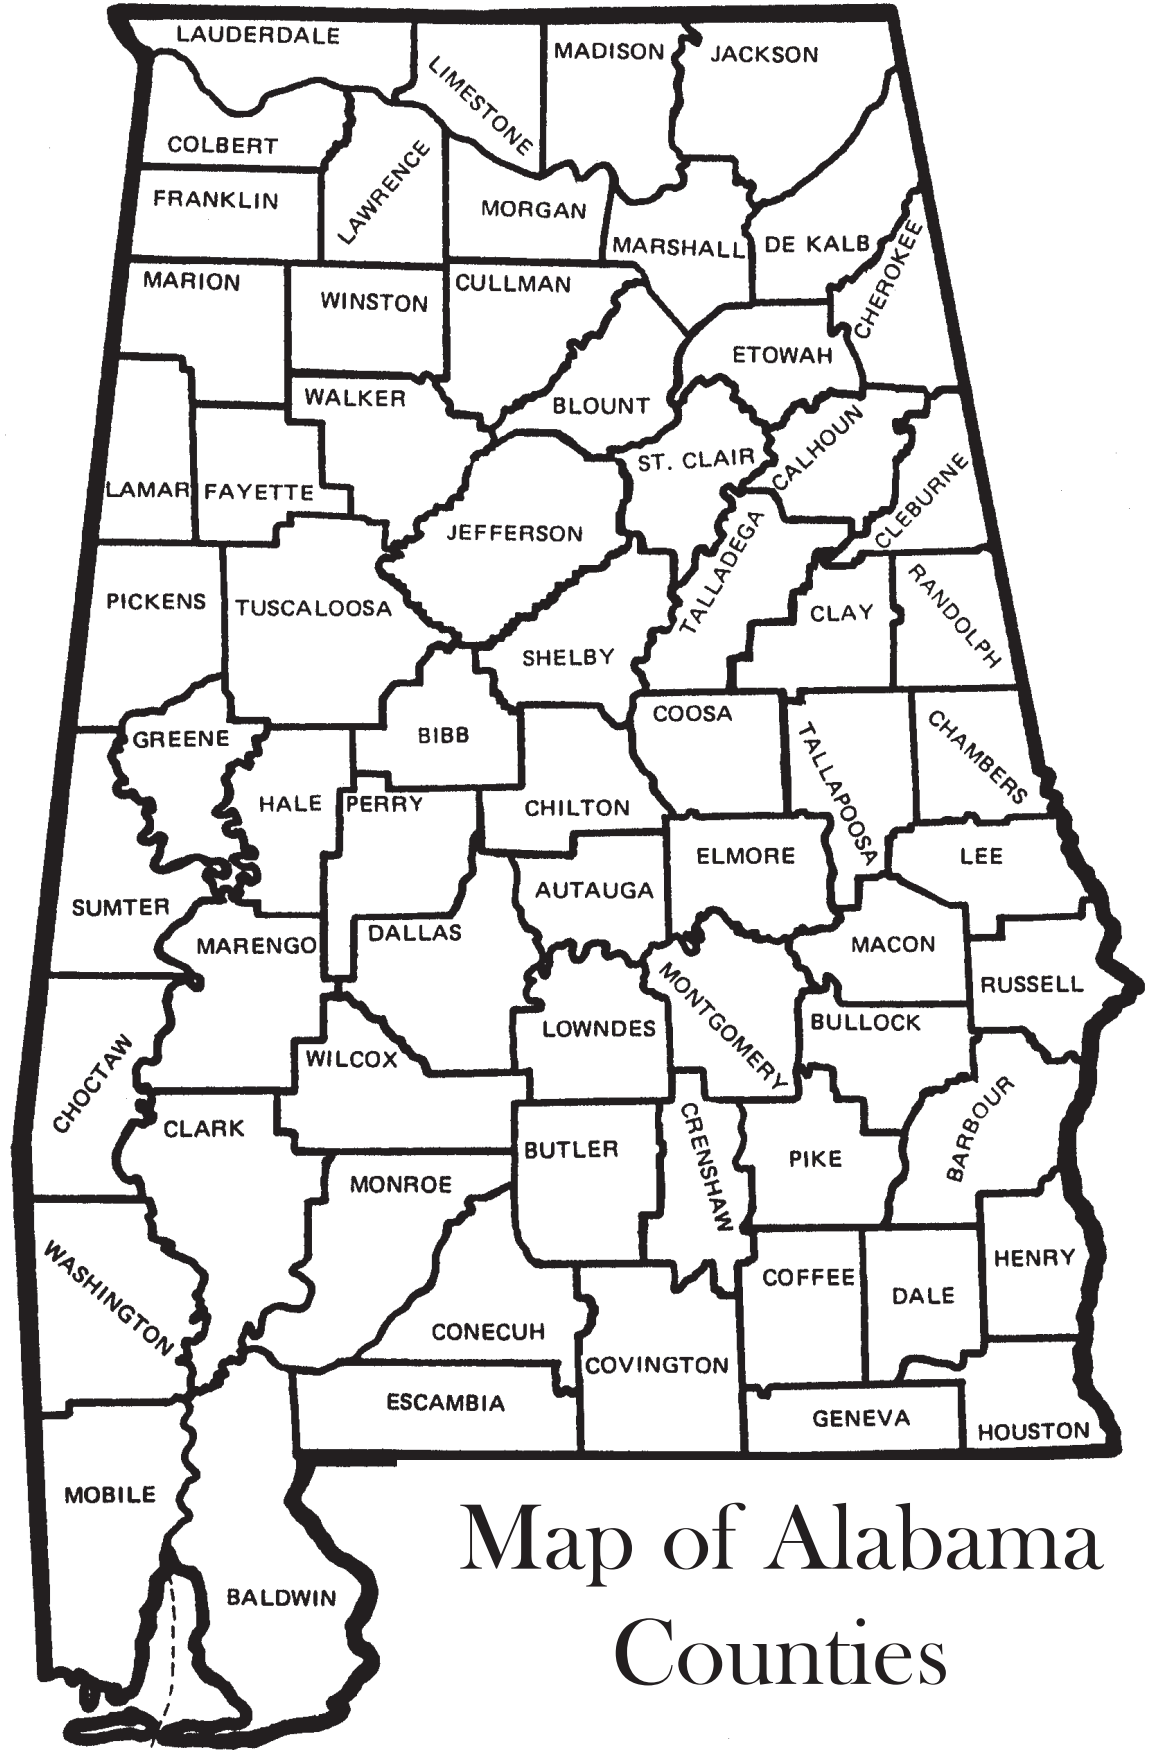 LAUDERDALE
LIMESTONE
MADISON
JACKSON
COLBERT
LAWRENCE
FRANKLIN
MORGAN
MARSHALL
DE KALB
CHEROKEE
MARION
WINSTON
CULLMAN
ETOWAH
WALKER
BLOUNT
CALHOUN
ST. CLAIR
LAMAR
FAYETTE
CLEBURNE
JEFFERSON
TALLADEGA
PICKENS
TUSCALOOSA
CLAY
RANDOLPH
SHELBY
COOSA
GREENE
BIBB
TALLAPOOSA
CHAMBERS
HALE
PERRY
CHILTON
ELMORE
LEE
AUTAUGA
SUMTER
MARENGO
DALLAS
MACON
MONTGOMERY
RUSSELL
LOWNDES
BULLOCK
CHOCTAW
WILCOX
CLARK
BUTLER
CRENSHAW
PIKE
BARBOUR
MONROE
WASHINGTON
COFFEE
HENRY
DALE
CONECUH
COVINGTON
ESCAMBIA
GENEVA
HOUSTON
MOBILE
BALDWIN
Map of Alabama
Counties